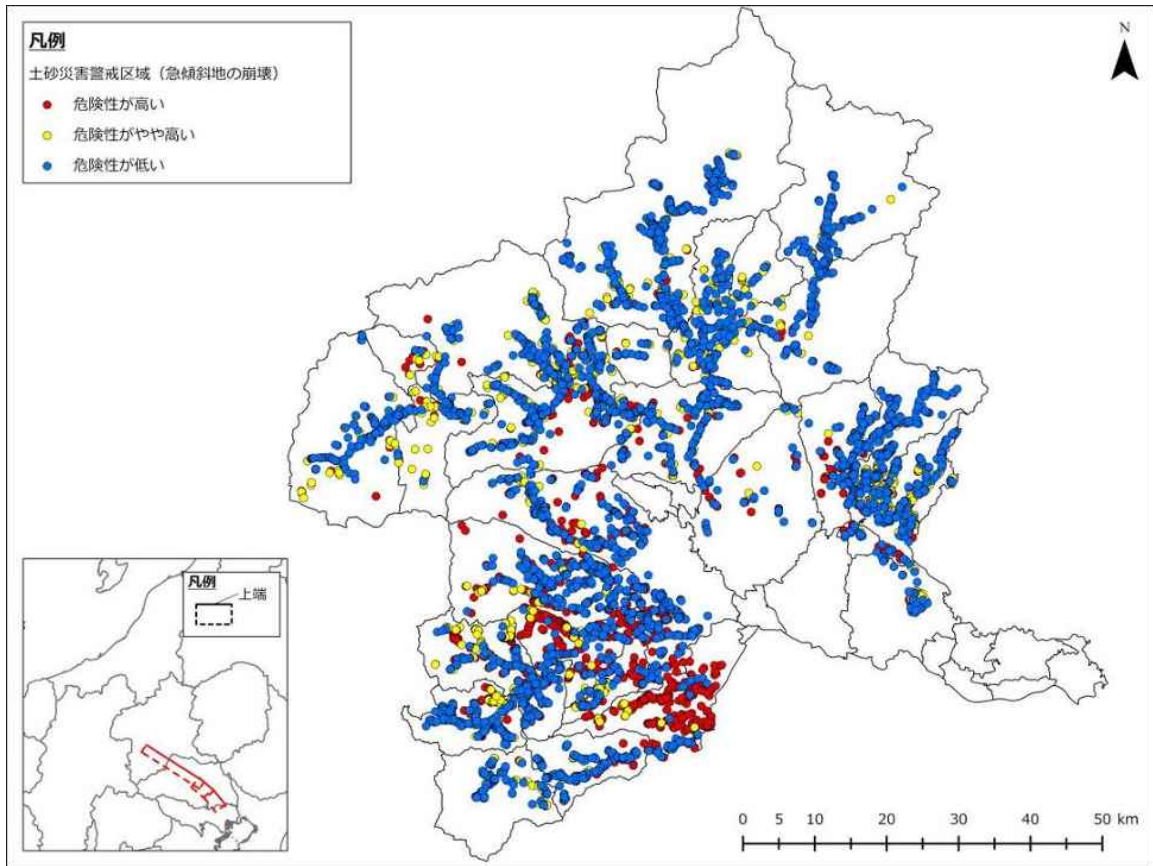 凡例
土砂災害警戒区域（急傾斜地の崩壊）
危険性が高い
危険性がやや高い
危険性が低い
N
凡例
上端
0 5 10 20 30 40 50 km